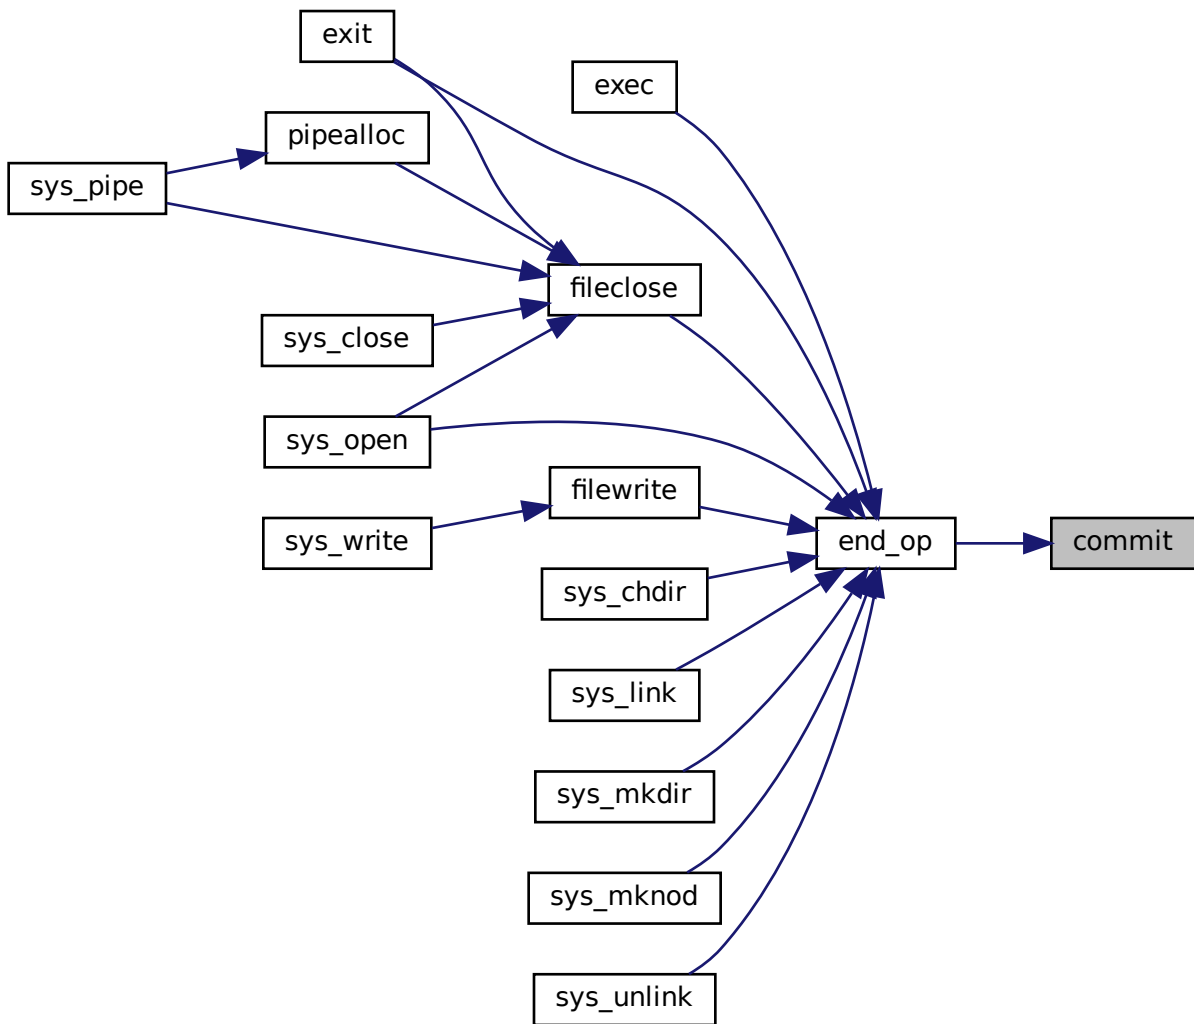 exit
exec
pipealloc
sys_pipe
fileclose
sys_close
sys_open
filewrite
sys_write
end_op
commit
sys_chdir
sys_link
sys_mkdir
sys_mknod
sys_unlink